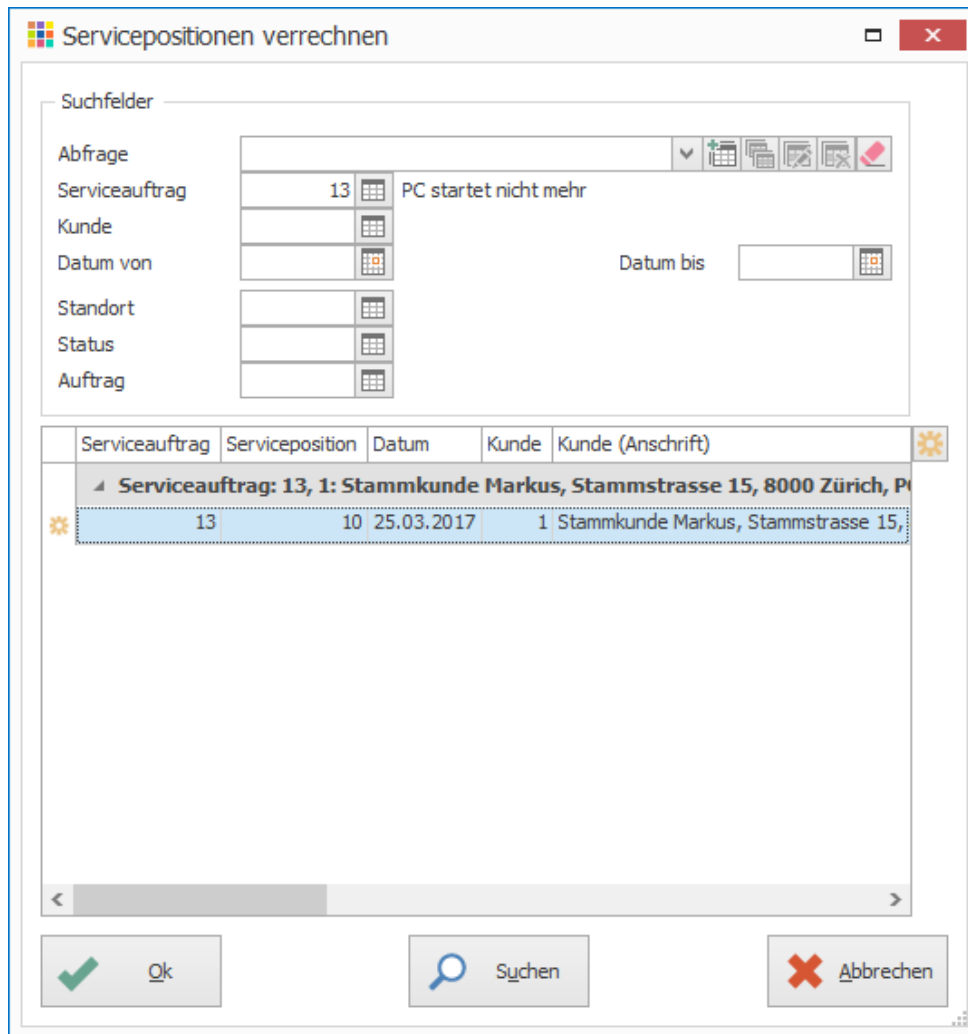 Servicepositionen verrechnen
Suchfelder
Abfrage
Serviceauftrag 13 PC startet nicht mehr
Kunde
Datum von Datum bis
Standort
Status
Auftrag
Serviceauftrag Serviceposition Datum Kunde Kunde (Anschrift)
Serviceauftrag: 13, 1: Stammkunde Markus, Stammstrasse 15, 8000 Zürich, P
13 10 25.03.2017 1 Stammkunde Markus, Stammstrasse 15,
Ok Suchen Abbrechen